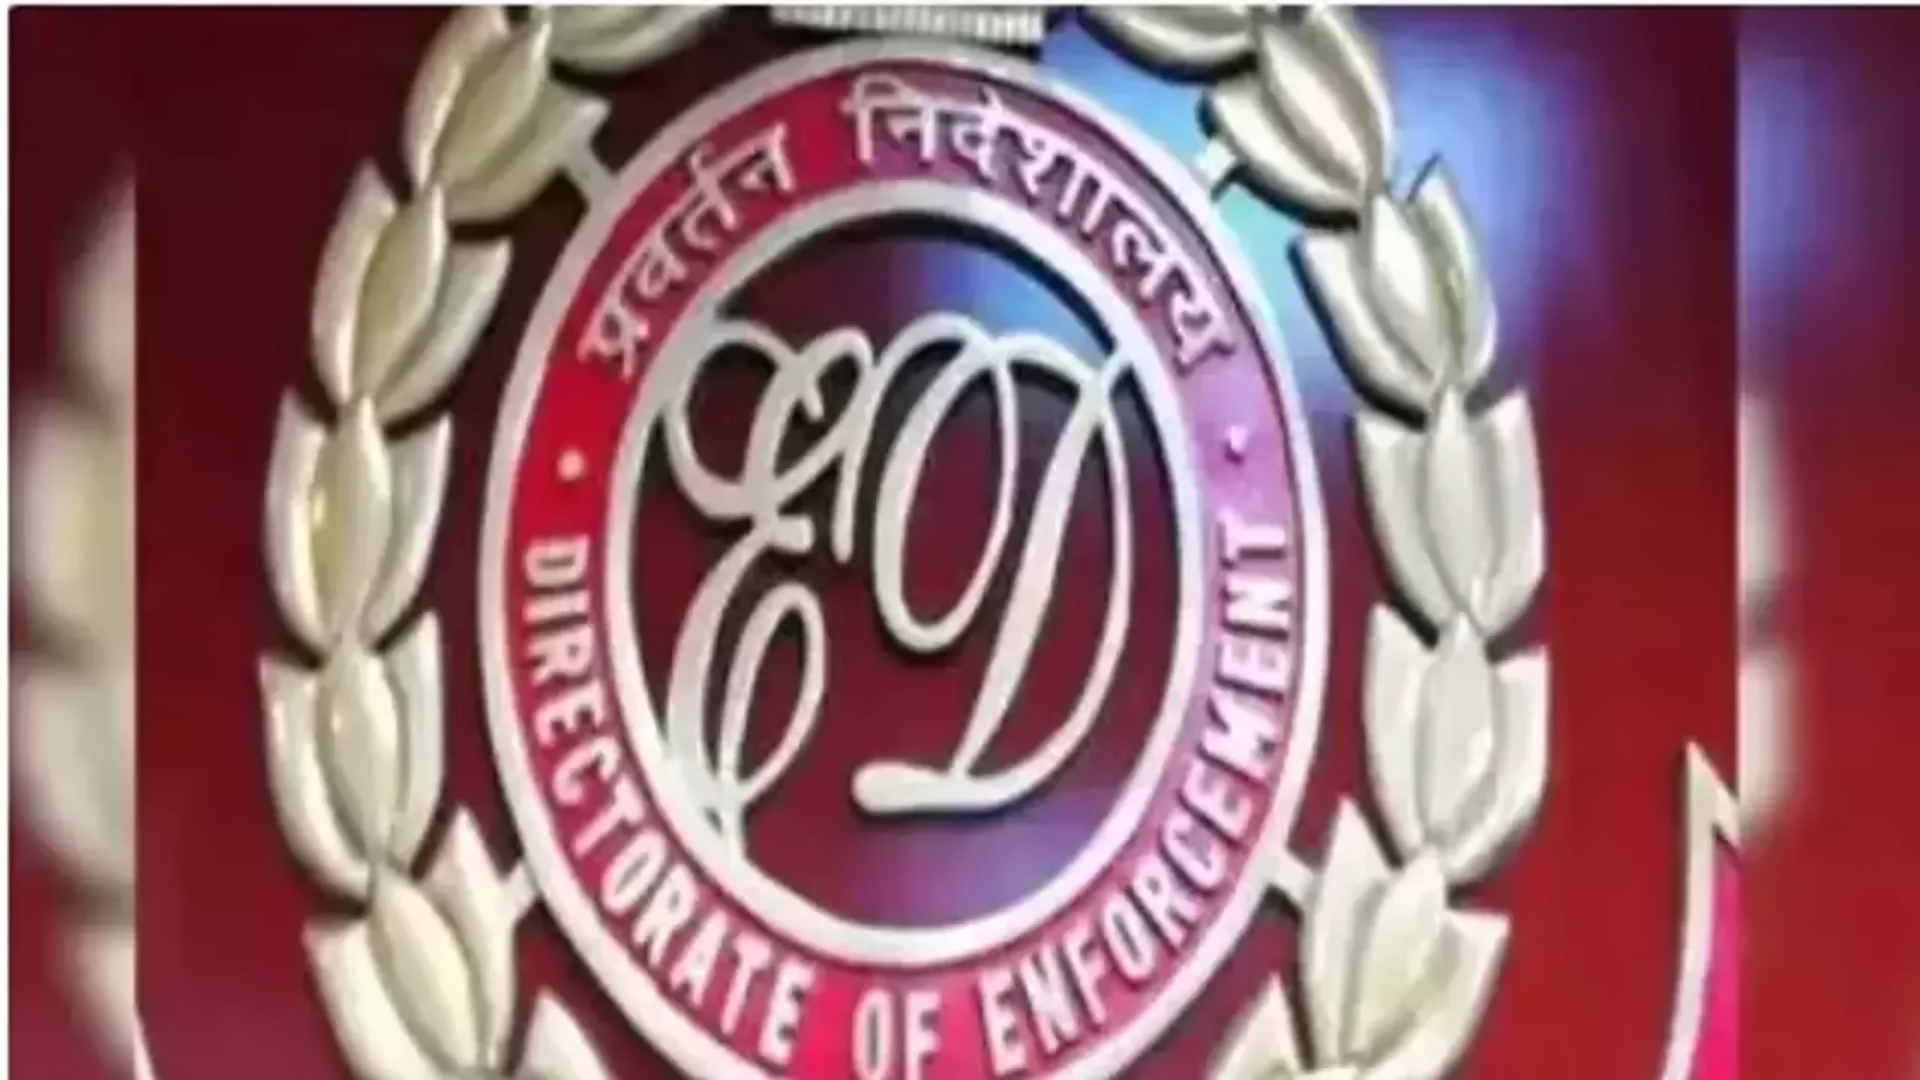 प्रवर्तन निदेशालय
ED
• DIRECTORATE OF ENFORCEMENT •